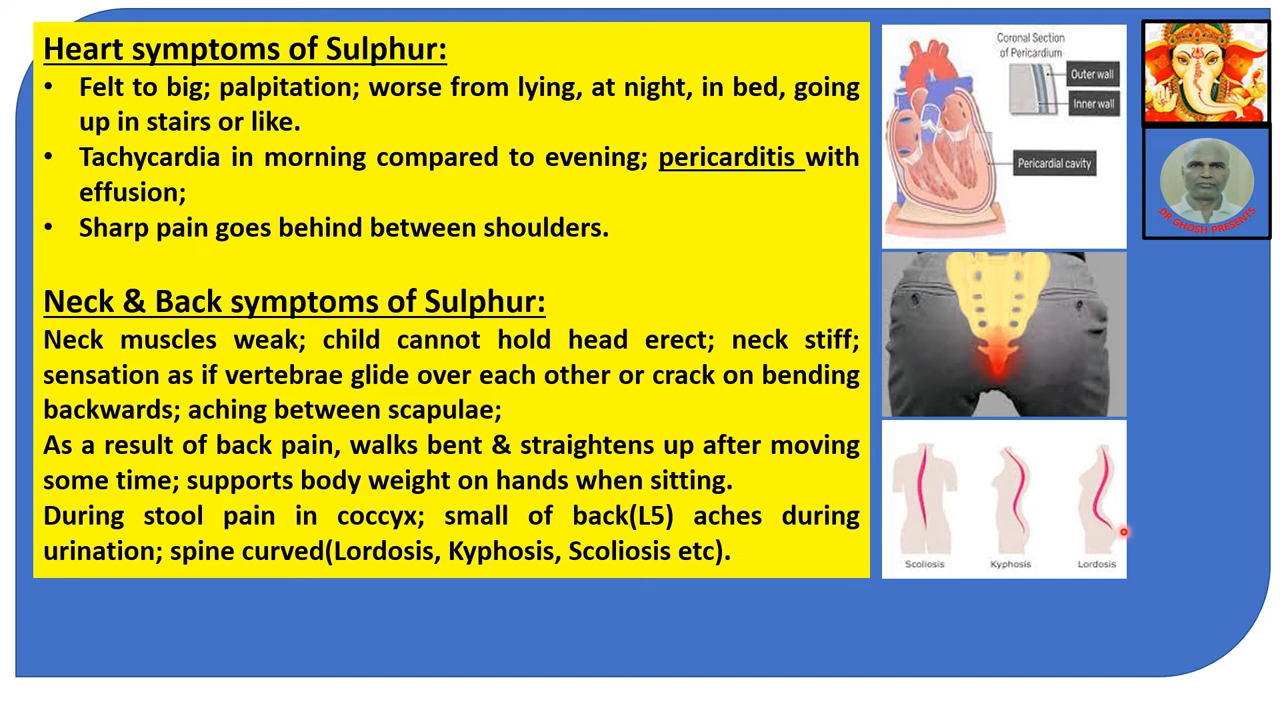 Heart symptoms of Sulphur:
• Felt to big; palpitation; worse from lying, at night, in bed, going
up in stairs or like.
• Tachycardia in morning compared to evening; pericarditis with
effusion;
• Sharp pain goes behind between shoulders.
Neck & Back symptoms of Sulphur:
Neck muscles weak; child cannot hold head erect; neck stiff;
sensation as if vertebrae glide over each other or crack on bending
backwards; aching between scapulae;
As a result of back pain, walks bent & straightens up after moving
some time; supports body weight on hands when sitting.
During stool pain in coccyx; small of back(L5) aches during
urination; spine curved(Lordosis, Kyphosis, Scoliosis etc).
Coronal Section
of Pericardium
Outer wall
Inner wall
Pericardial cavity
Scoliosis
Kyphosis
Lordosis
DR GHOSH PRESENTS